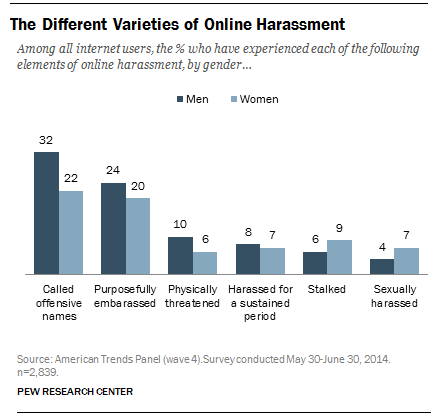 The Different Varieties of Online Harassment
Among all internet users, the % who have experienced each of the following
elements of online harassment, by gender...
Men Women
32 22 24 20 10 6 8 7 6 9 4 7
Called Purposefully Physically Harassed for Stalked Sexually
offensive embarassed threatened a sustained harassed
names period
Source: American Trends Panel (wave 4). Survey conducted May 30-June 30, 2014.
n=2,839.
PEW RESEARCH CENTER